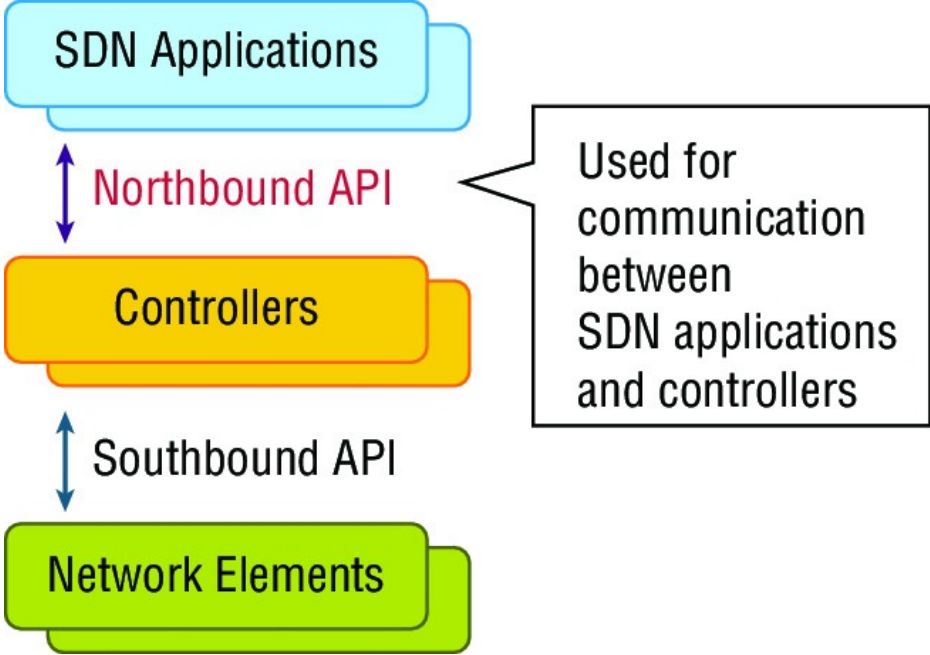 SDN Applications
Northbound API
Used for
communication
between
SDN applications
and controllers
Controllers
Southbound API
Network Elements